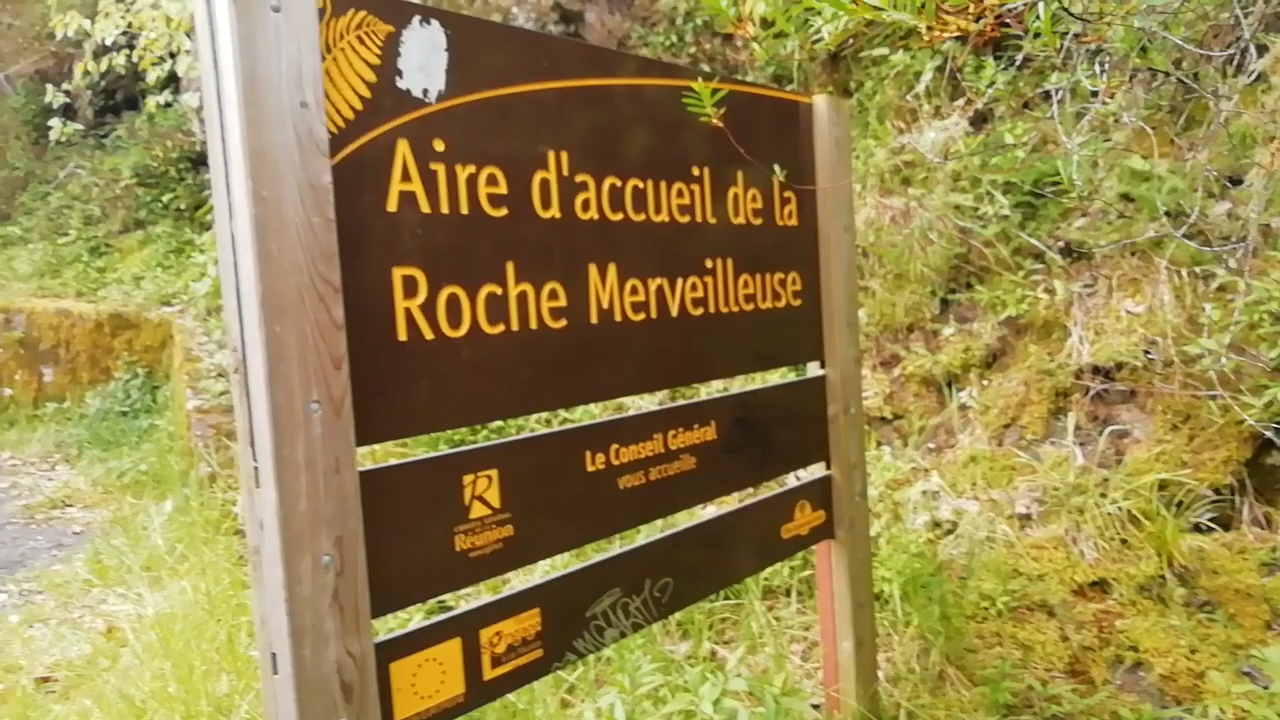 Aire d'accueil de la
Roche Merveilleuse
Le Conseil Général
vous accueille
R
Réunion